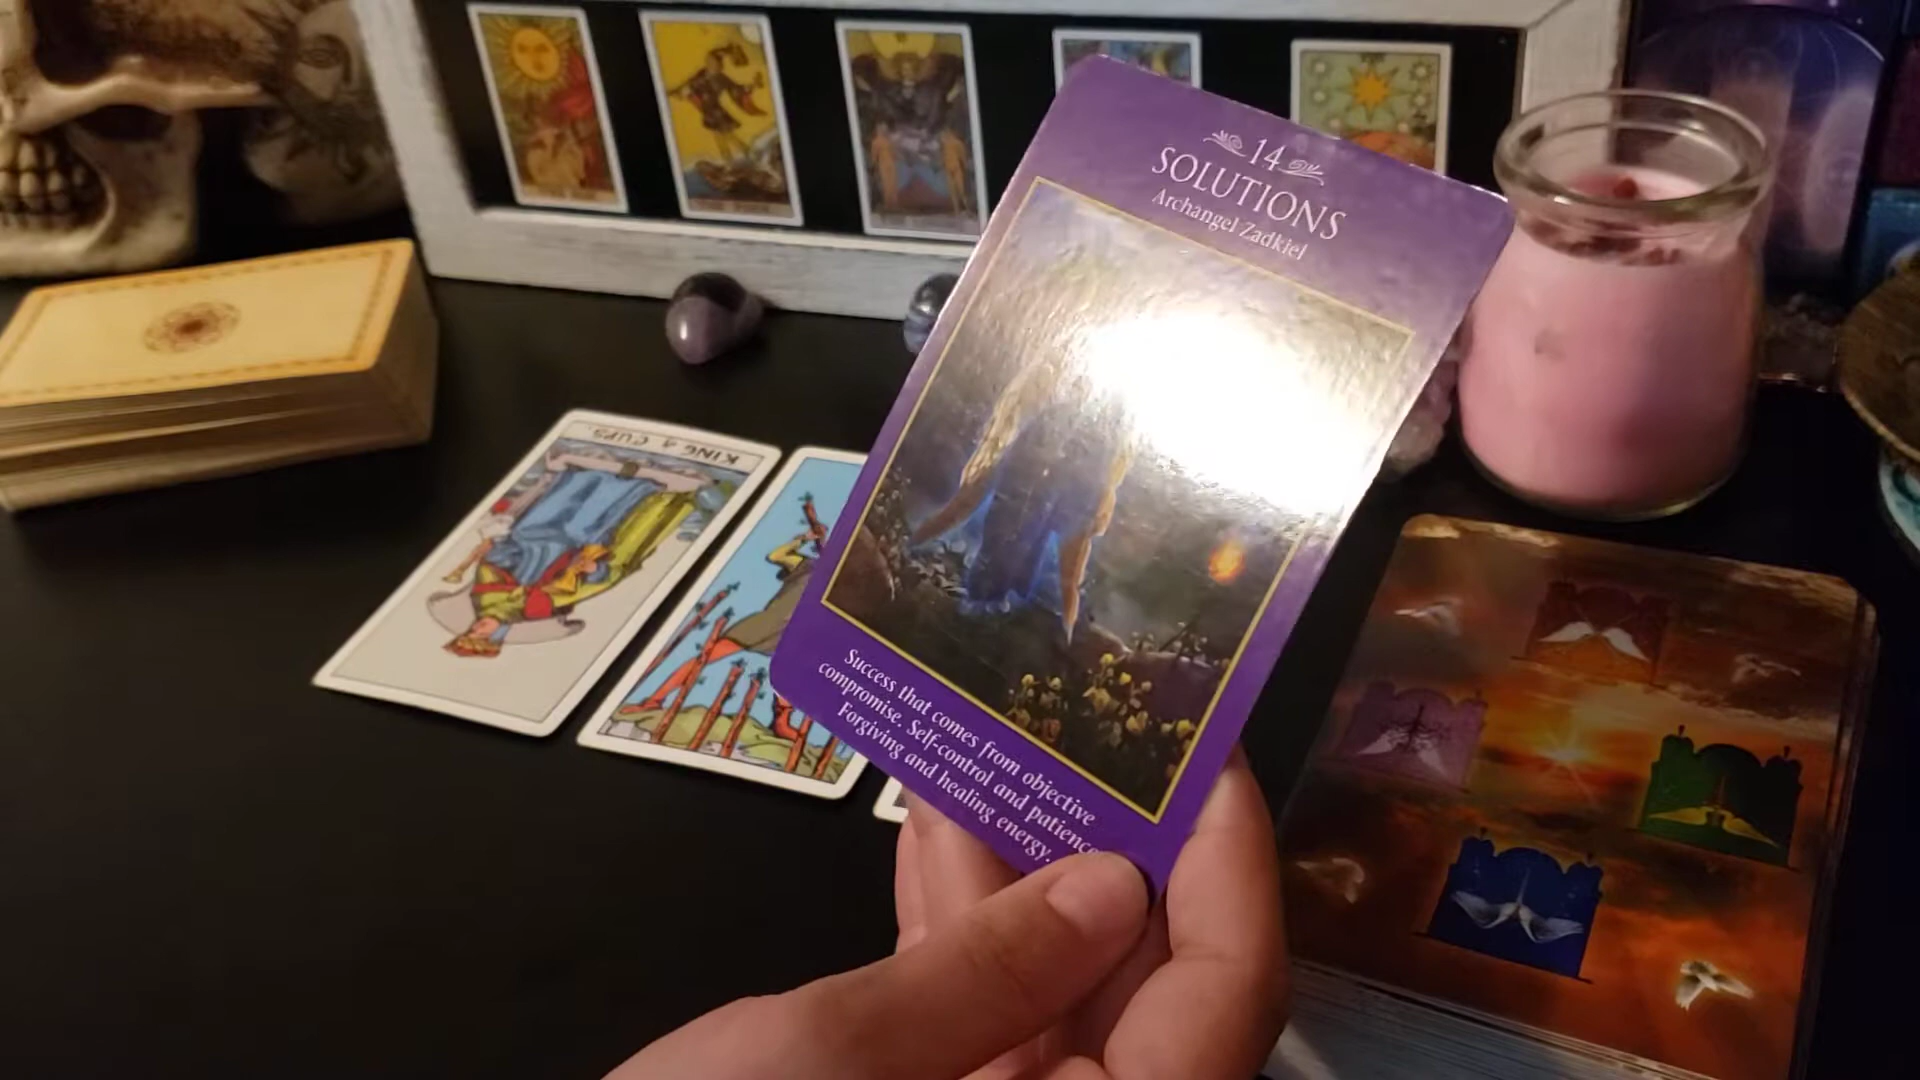 14
SOLUTIONS
Archangel Zadkiel
Success that comes from objective
compromise. Self-control and patience
Forgiving and healing energy.
KING of CUPS.